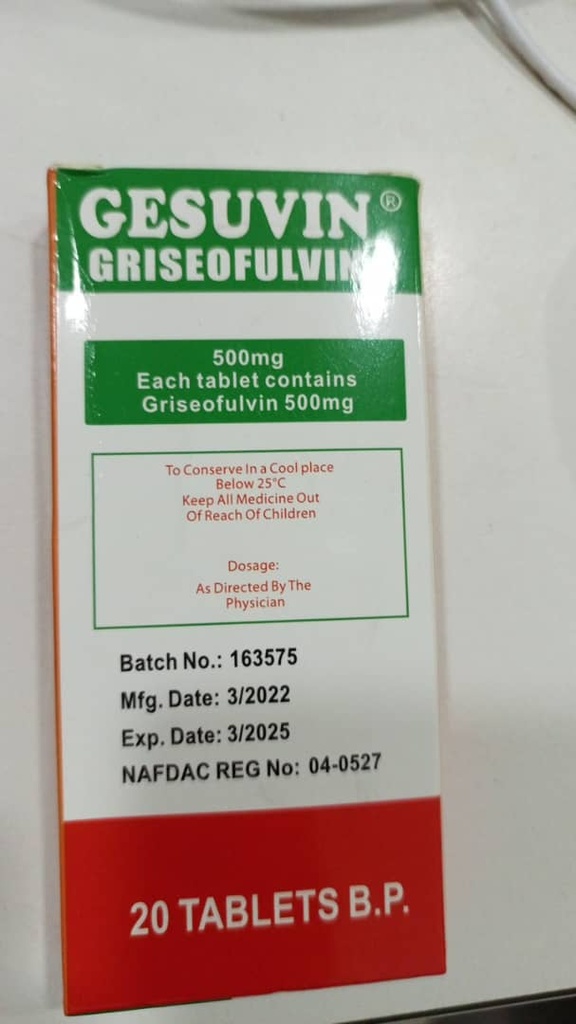 GESUVIN®
GRISEOFULVIN
500mg
Each tablet contains
Griseofulvin 500mg
To Conserve In a Cool place
Below 25°C
Keep All Medicine Out
Of Reach Of Children
Dosage:
As Directed By The
Physician
Batch No.: 163575
Mfg. Date: 3/2022
Exp. Date: 3/2025
NAFDAC REG No: 04-0527
20 TABLETS B.P.